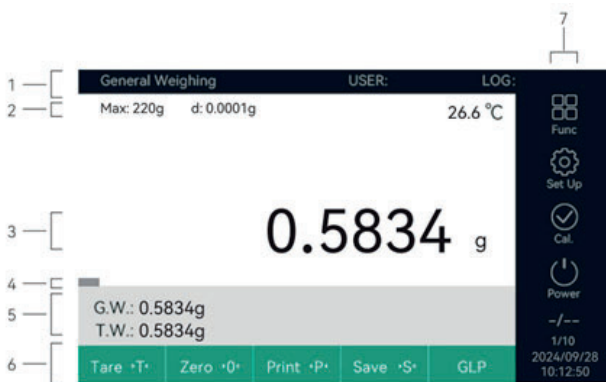 7
1 General Weighing USER: LOG:
2 Max: 220g d: 0.0001g 26.6 °C
Func
Set Up
3 0.5834 g
Cal.
4
Power
5 G.W.: 0.5834g
T.W.: 0.5834g
-/--
1/10
6 Tare ·T· Zero ·0· Print ·P· Save ·S· GLP
2024/09/28
10:12:50